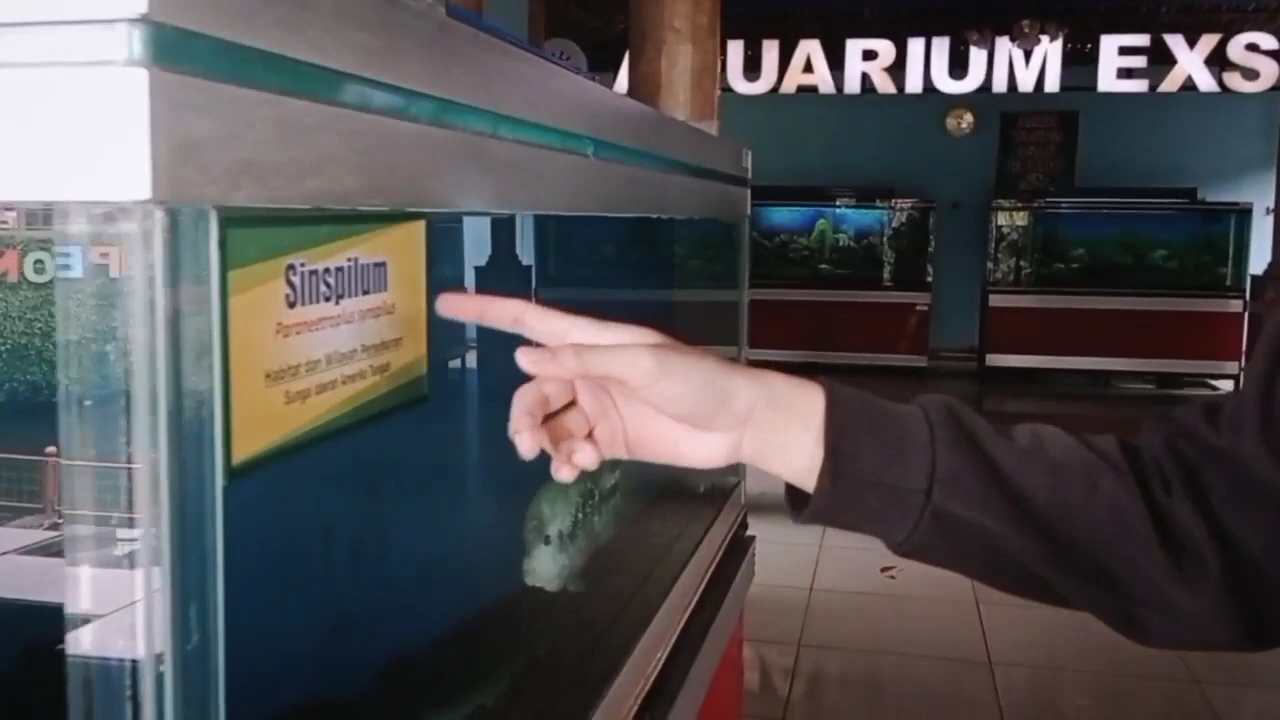 UARIUM EXS
Sinspilum
Paraneetroplus synspilus
Habitat dan Wilayah Penyebaran
Sungai daerah Amerika Tengah